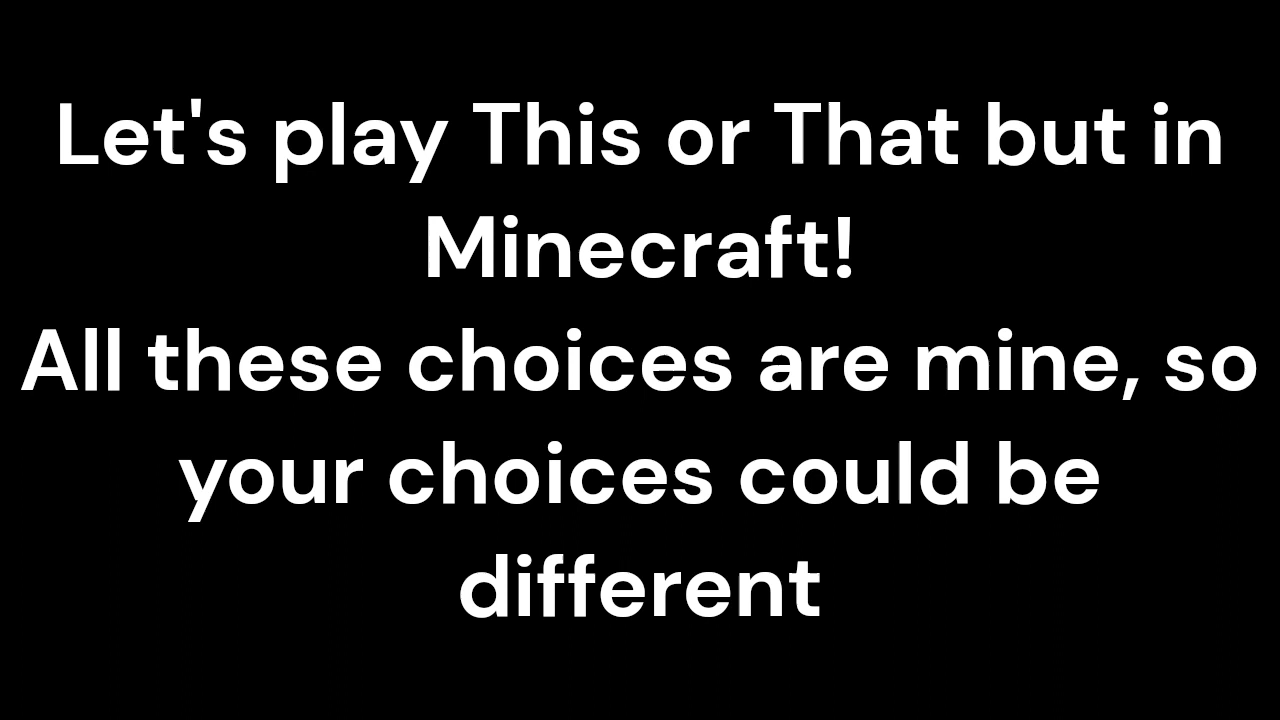 Let's play This or That but in
Minecraft!
All these choices are mine, so
your choices could be
different